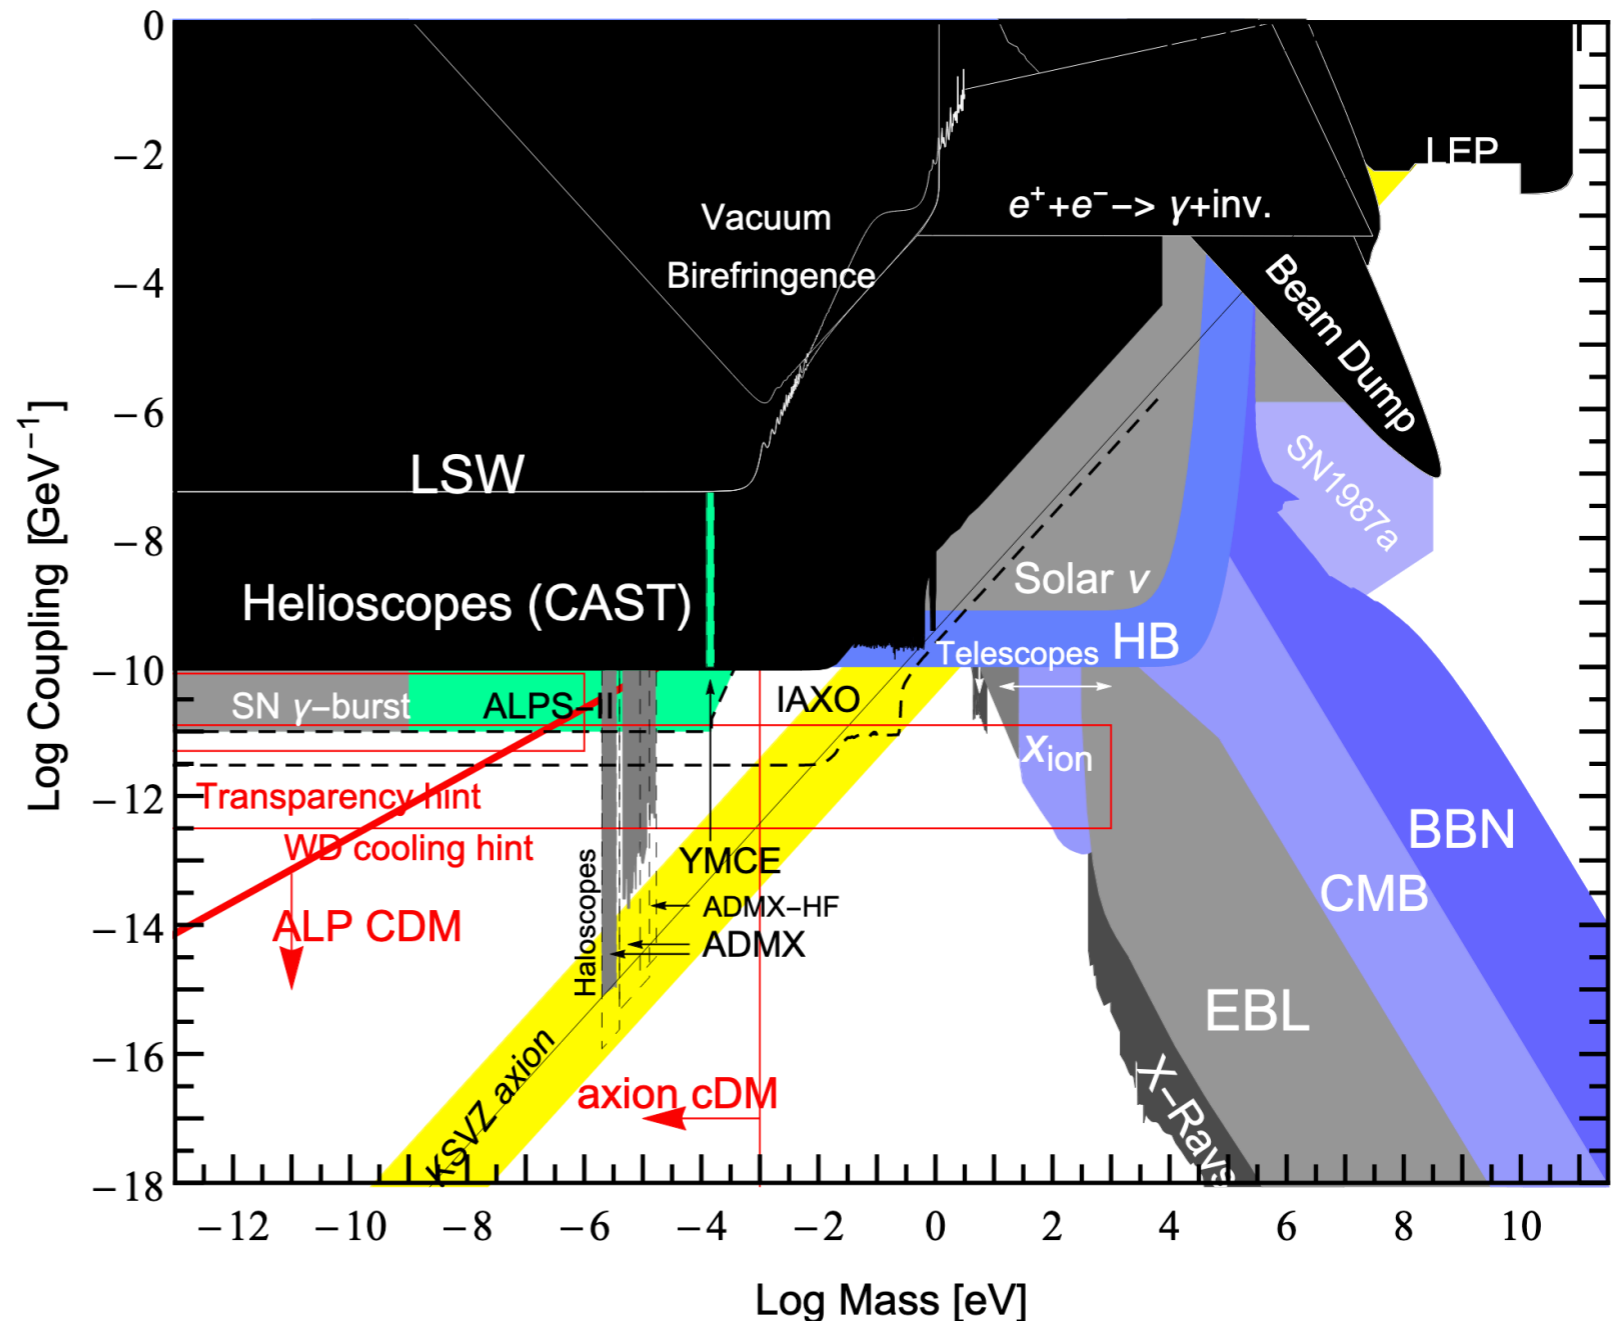 0
−2
−4
−6
−8
−10
−12
−14
−16
−18
Log Coupling [GeV⁻¹]
LEP
e⁺+e⁻−> γ+inv.
Vacuum
Birefringence
Beam Dump
LSW
SN1987a
Helioscopes (CAST)
Solar ν
HB
Telescopes
SN γ−burst
ALPS−II
IAXO
Xion
Transparency hint
WD cooling hint
BBN
YMCE
CMB
Haloscopes
ADMX−HF
ALP CDM
ADMX
EBL
KSVZ axion
axion cDM
X−Rays
−12 −10 −8 −6 −4 −2 0 2 4 6 8 10
Log Mass [eV]